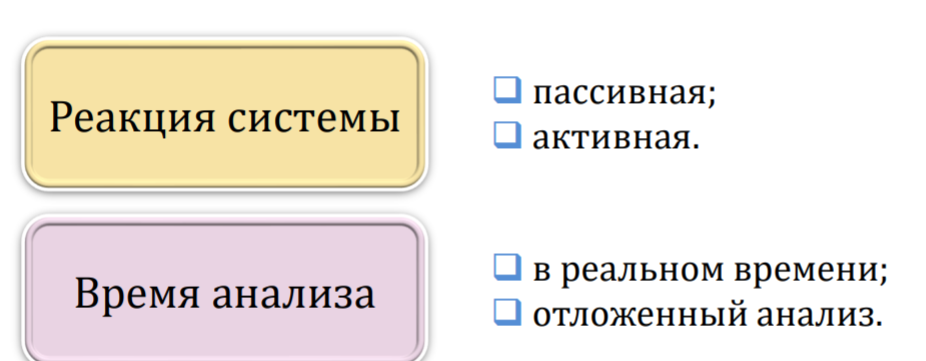 Реакция системы
пассивная;
активная.
Время анализа
в реальном времени;
отложенный анализ.